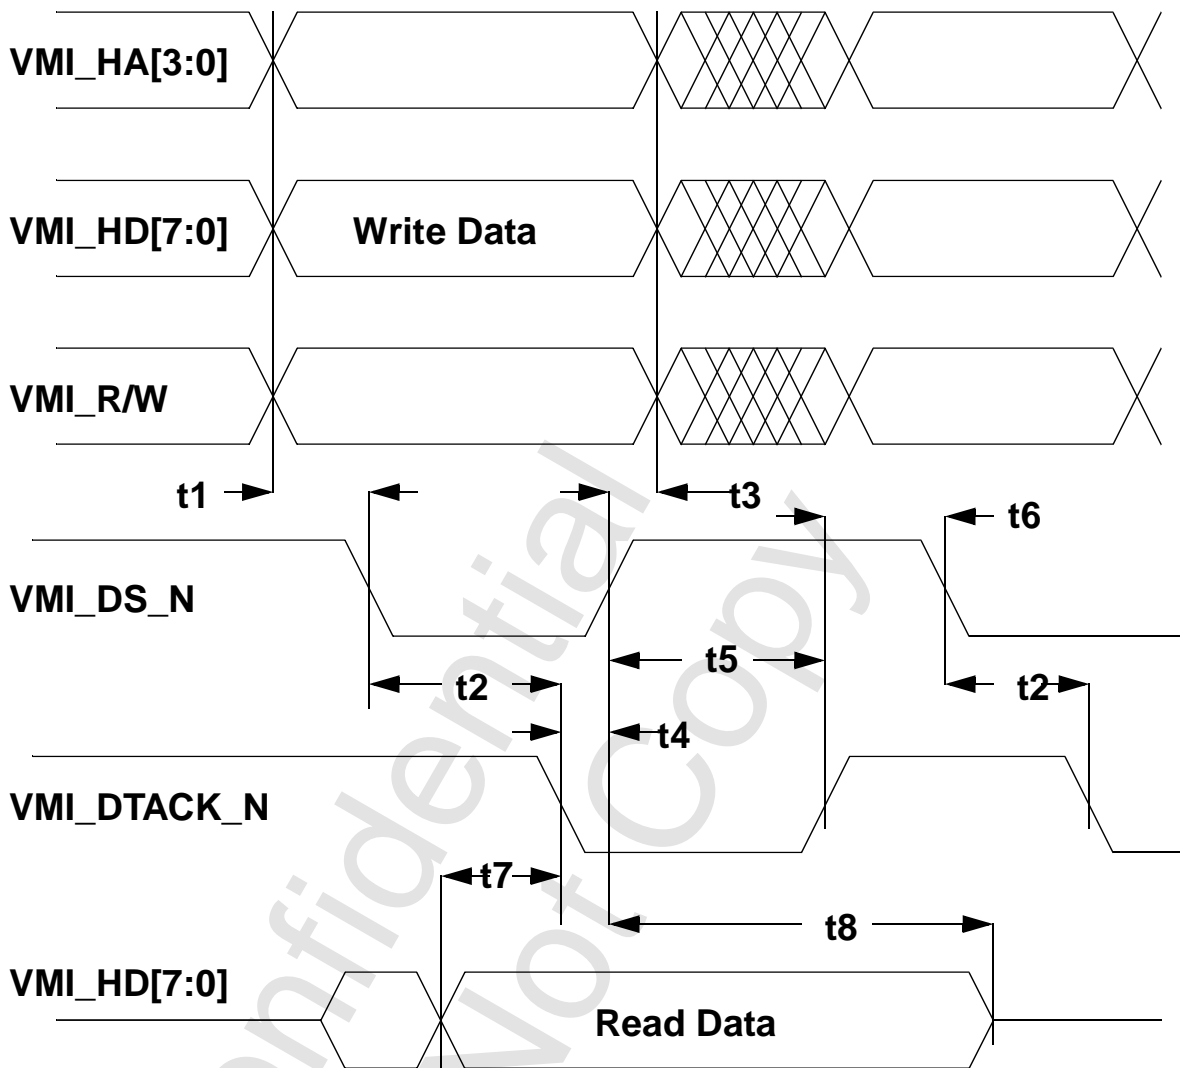 VMI_HA[3:0]
VMI_HD[7:0] Write Data
VMI_R/W
t1 t3
t6
VMI_DS_N
t5
t2 t2
t4
VMI_DTACK_N
t7
t8
VMI_HD[7:0]
Read Data
Not Copy